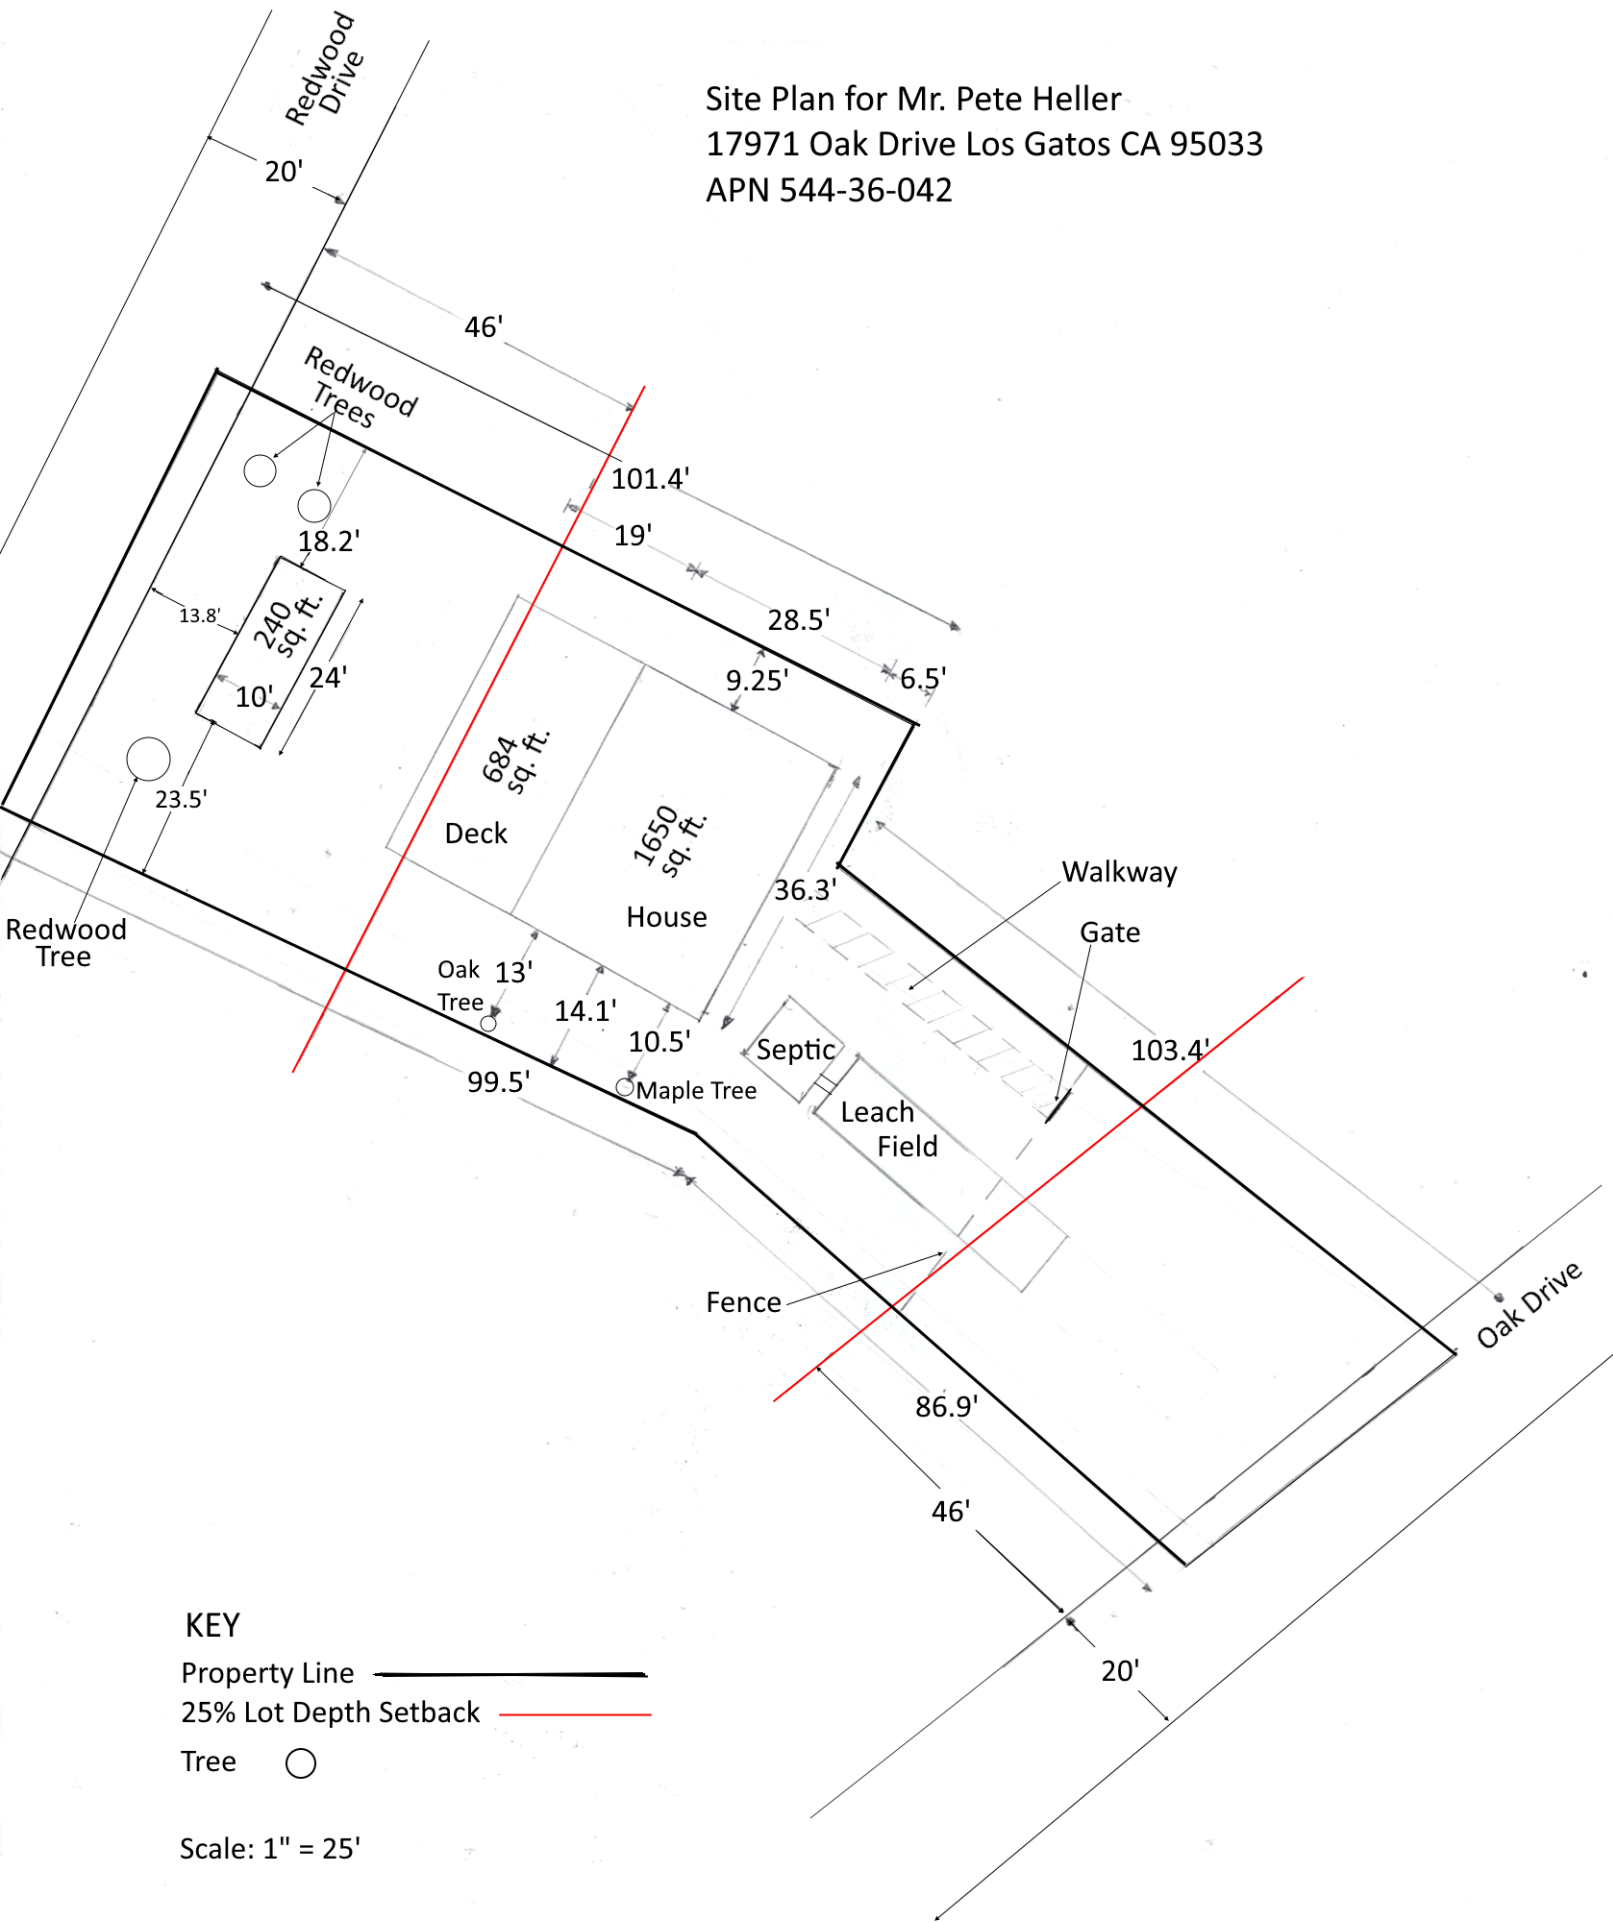 Redwood
Drive
Site Plan for Mr. Pete Heller
17971 Oak Drive Los Gatos CA 95033
APN 544-36-042
20'
46'
Redwood
Trees
101.4'
19'
18.2'
28.5'
13.8'
240
sq. ft.
24'
10'
9.25'
6.5'
684
sq. ft.
Deck
1650
sq. ft.
House
23.5'
36.3'
Walkway
Gate
Redwood
Tree
Oak
Tree
13'
14.1'
10.5'
Septic
103.4'
99.5'
Maple Tree
Leach
Field
Fence
Oak Drive
86.9'
46'
20'
KEY
Property Line
25% Lot Depth Setback
Tree
Scale: 1" = 25'